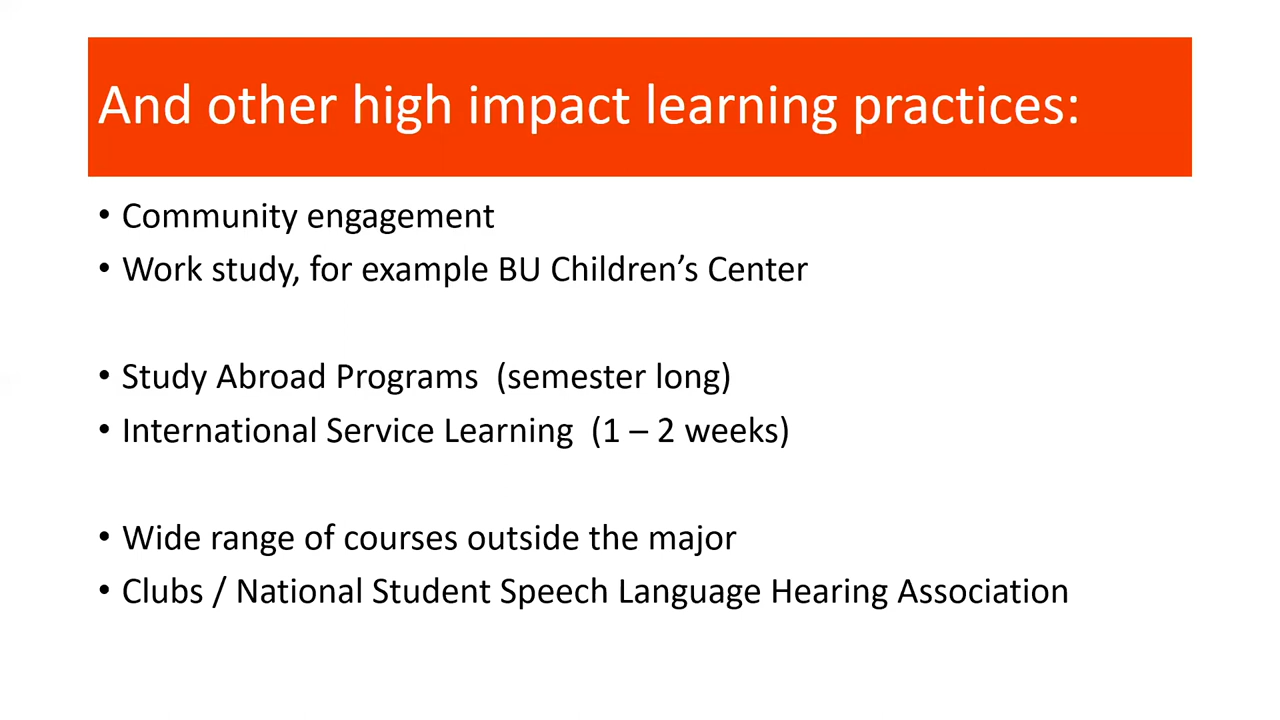 And other high impact learning practices:
• Community engagement
• Work study, for example BU Children’s Center
• Study Abroad Programs  (semester long)
• International Service Learning  (1 – 2 weeks)
• Wide range of courses outside the major
• Clubs / National Student Speech Language Hearing Association